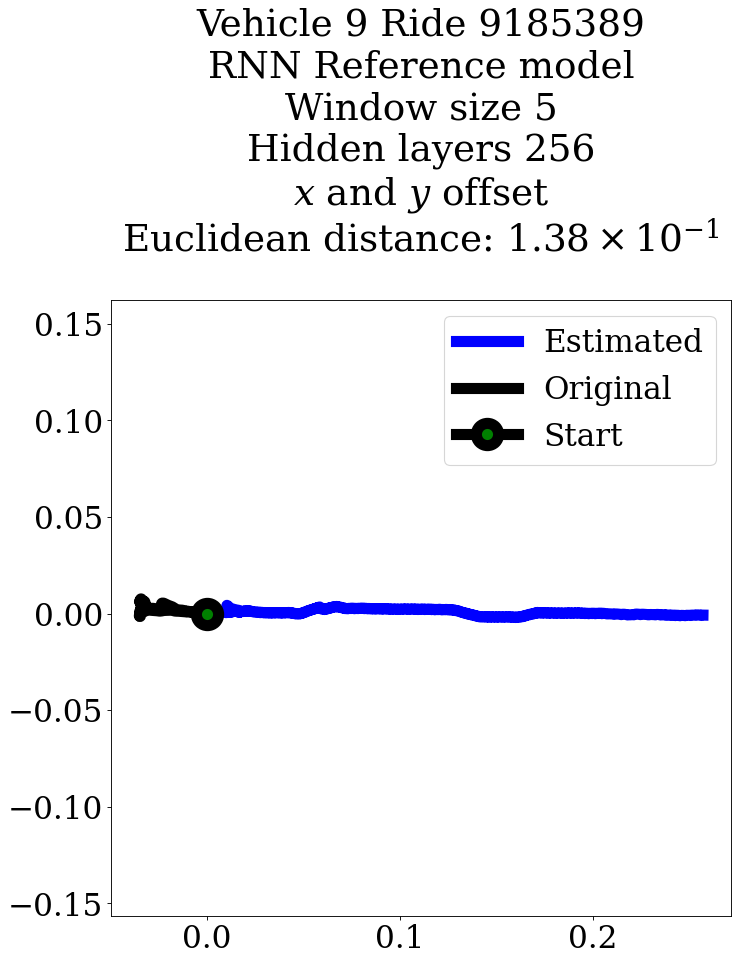 Vehicle 9 Ride 9185389
RNN Reference model
Window size 5
Hidden layers 256
x and y offset
Euclidean distance: 1.38 × 10⁻¹
Estimated
Original
Start
0.15
0.10
0.05
0.00
−0.05
−0.10
−0.15
0.0 0.1 0.2